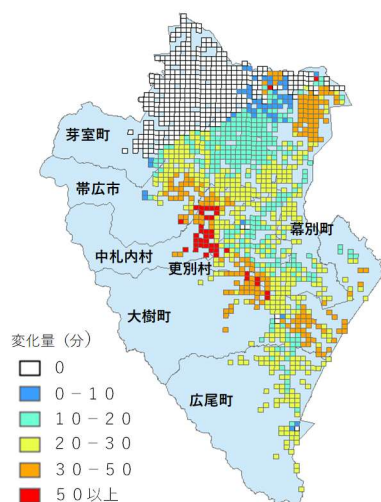 芽室町
帯広市
幕別町
中札内村
更別村
大樹町
広尾町
変化量（分）
0
0－10
10－20
20－30
30－50
50以上